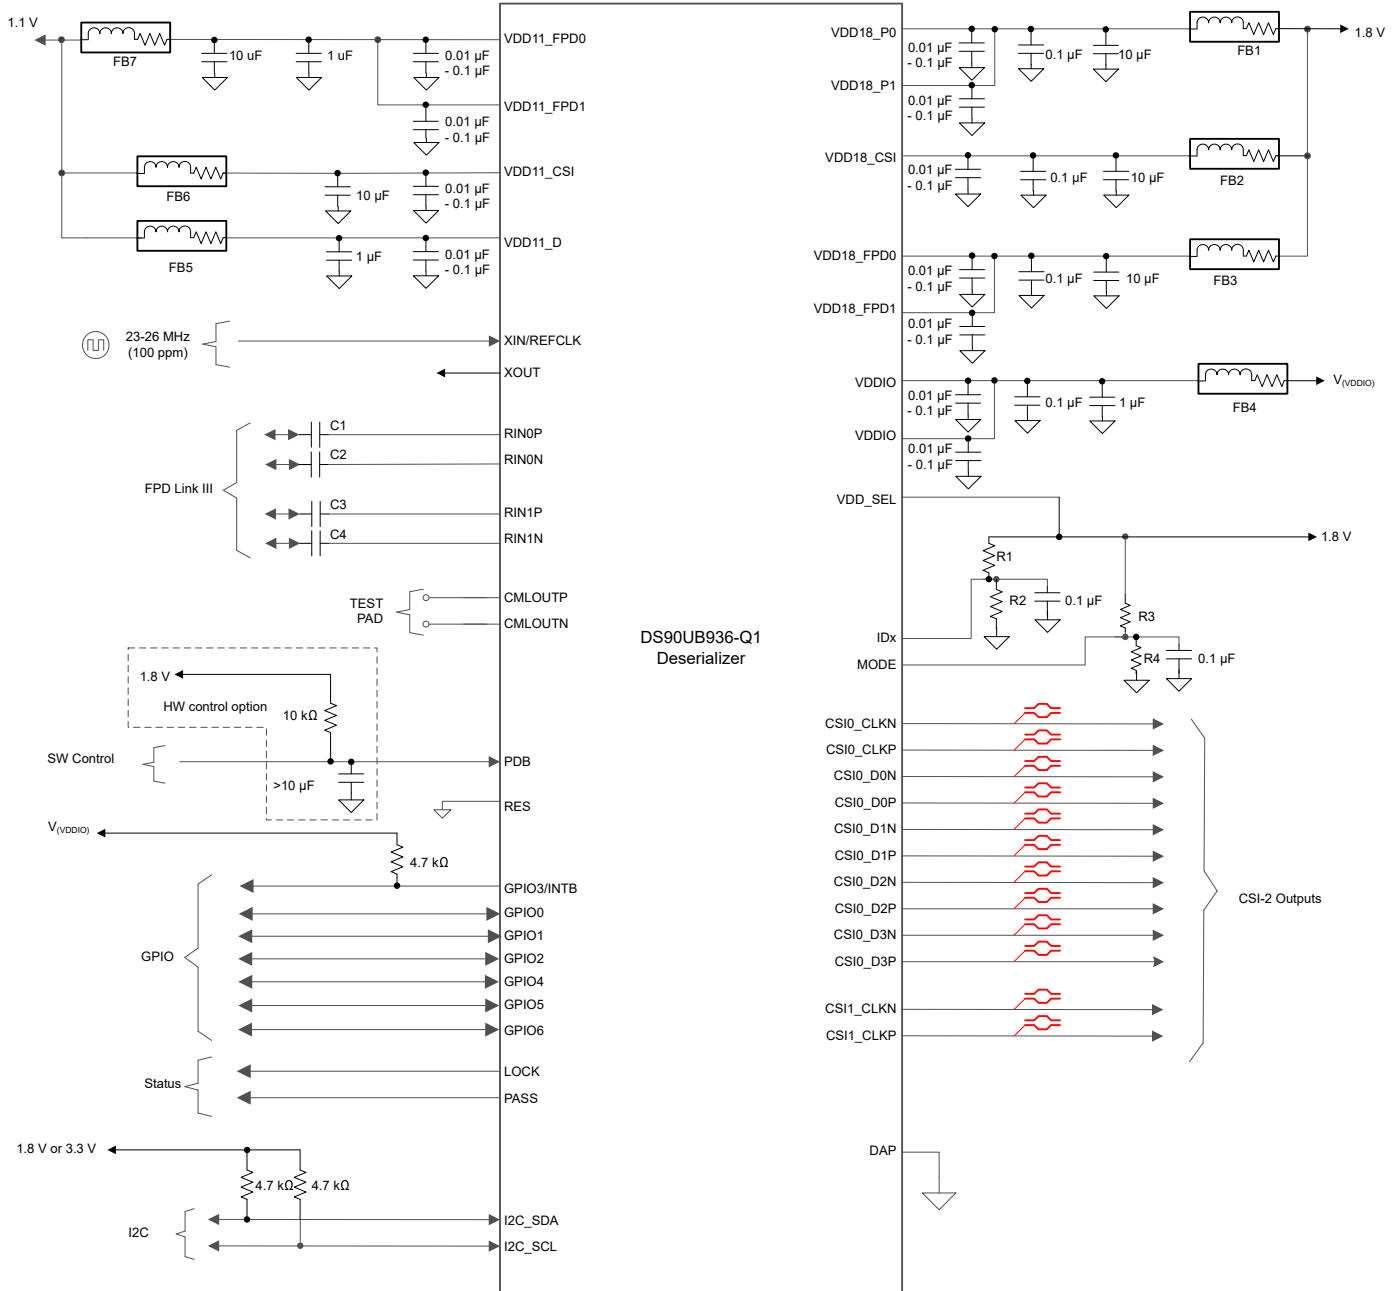 1.1 V
FB7
10 uF
1 uF
0.01 µF
- 0.1 µF
VDD11_FPD0
0.01 µF
- 0.1 µF
VDD11_FPD1
FB6
10 µF
0.01 µF
- 0.1 µF
VDD11_CSI
FB5
1 µF
0.01 µF
- 0.1 µF
VDD11_D
23-26 MHz
(100 ppm)
XIN/REFCLK
XOUT
FPD Link III
C1
RIN0P
C2
RIN0N
C3
RIN1P
C4
RIN1N
TEST
PAD
CMLOUTP
CMLOUTN
1.8 V
HW control option
10 kΩ
SW Control
>10 µF
PDB
RES
V(VDDIO)
4.7 kΩ
GPIO3/INTB
GPIO0
GPIO1
GPIO
GPIO2
GPIO4
GPIO5
GPIO6
Status
LOCK
PASS
1.8 V or 3.3 V
4.7 kΩ
4.7 kΩ
I2C
I2C_SDA
I2C_SCL
DS90UB936-Q1
Deserializer
VDD18_P0
0.01 µF
- 0.1 µF
0.1 µF
10 µF
FB1
1.8 V
VDD18_P1
0.01 µF
- 0.1 µF
VDD18_CSI
0.01 µF
- 0.1 µF
0.1 µF
10 µF
FB2
VDD18_FPD0
0.01 µF
- 0.1 µF
0.1 µF
10 µF
FB3
VDD18_FPD1
0.01 µF
- 0.1 µF
VDDIO
0.01 µF
- 0.1 µF
0.1 µF
1 µF
FB4
V(VDDIO)
VDDIO
0.01 µF
- 0.1 µF
VDD_SEL
1.8 V
R1
R2
0.1 µF
IDx
R3
MODE
R4
0.1 µF
CSI0_CLKN
CSI0_CLKP
CSI0_D0N
CSI0_D0P
CSI0_D1N
CSI0_D1P
CSI0_D2N
CSI0_D2P
CSI0_D3N
CSI0_D3P
CSI1_CLKN
CSI1_CLKP
CSI-2 Outputs
DAP